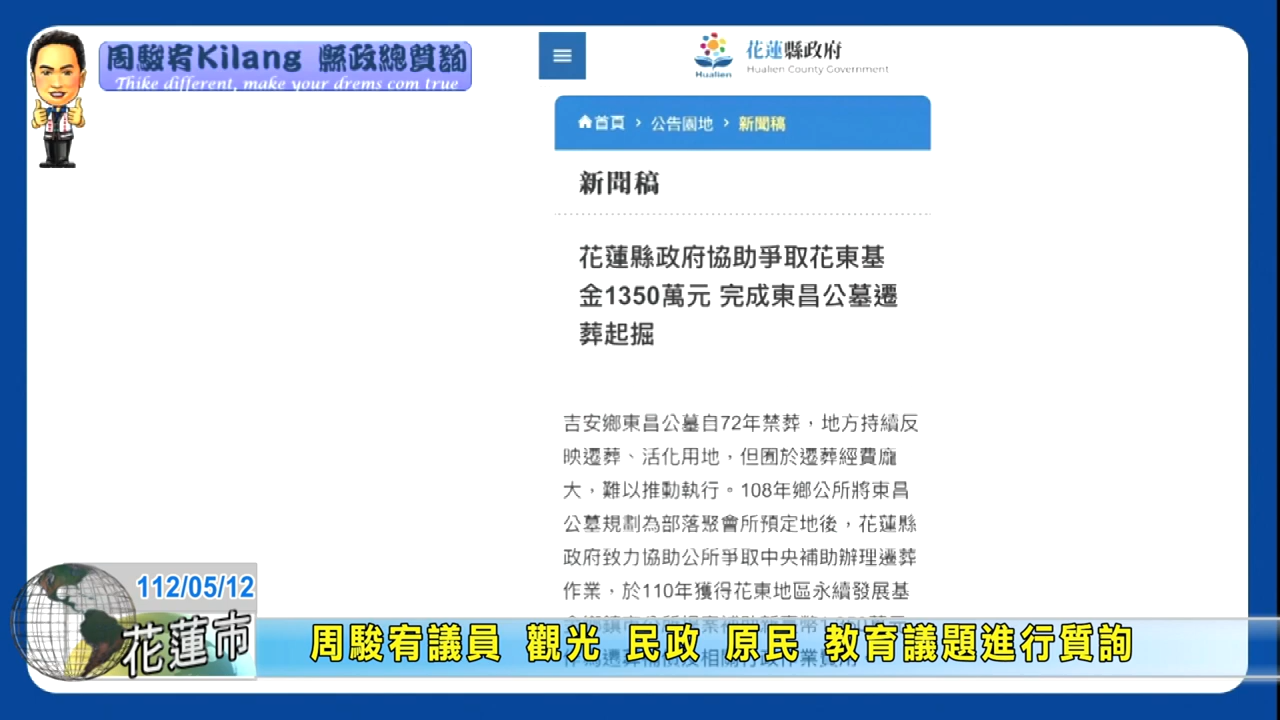 周駿宥Kilang 縣政總質詢
Thike different, make your drems com true
花蓮縣政府
Hualien
Hualien County Government
首頁 › 公告園地 › 新聞稿
新聞稿
花蓮縣政府協助爭取花東基
金1350萬元 完成東昌公墓遷
葬起掘
吉安鄉東昌公墓自72年禁葬，地方持續反
映遷葬、活化用地，但囿於遷葬經費龐
大，難以推動執行。108年鄉公所將東昌
公墓規劃為部落聚會所預定地後，花蓮縣
政府致力協助公所爭取中央補助辦理遷葬
作業，於110年獲得花東地區永續發展基
112/05/12
花蓮市
周駿宥議員 觀光 民政 原民 教育議題進行質詢